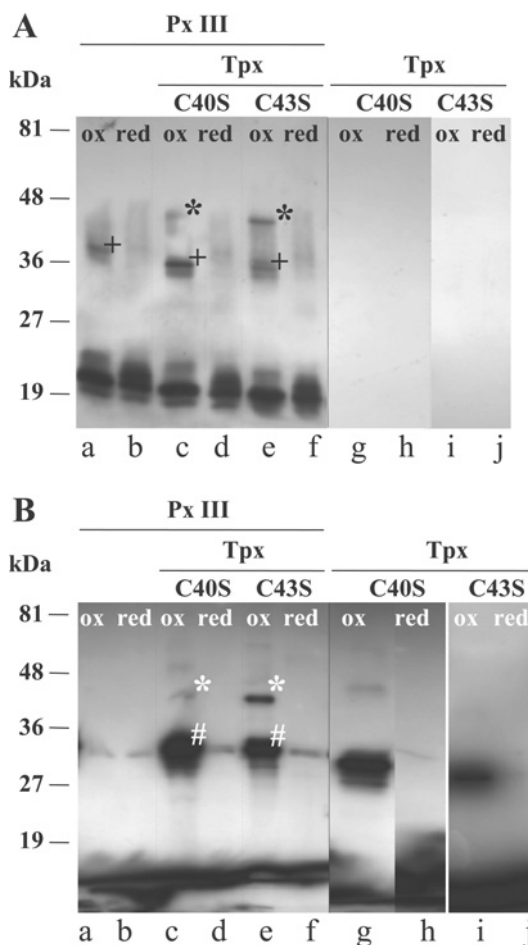 A
Px III
Tpx Tpx
kDa C40S C43S C40S C43S
81 ox red ox red ox red ox red ox red
48
* *
+ + +
36
27
19
a b c d e f g h i j
B
Px III
Tpx Tpx
kDa C40S C43S C40S C43S
81 ox red ox red ox red ox red ox
48
* *
36
# #
27
19
a b c d e f g h i